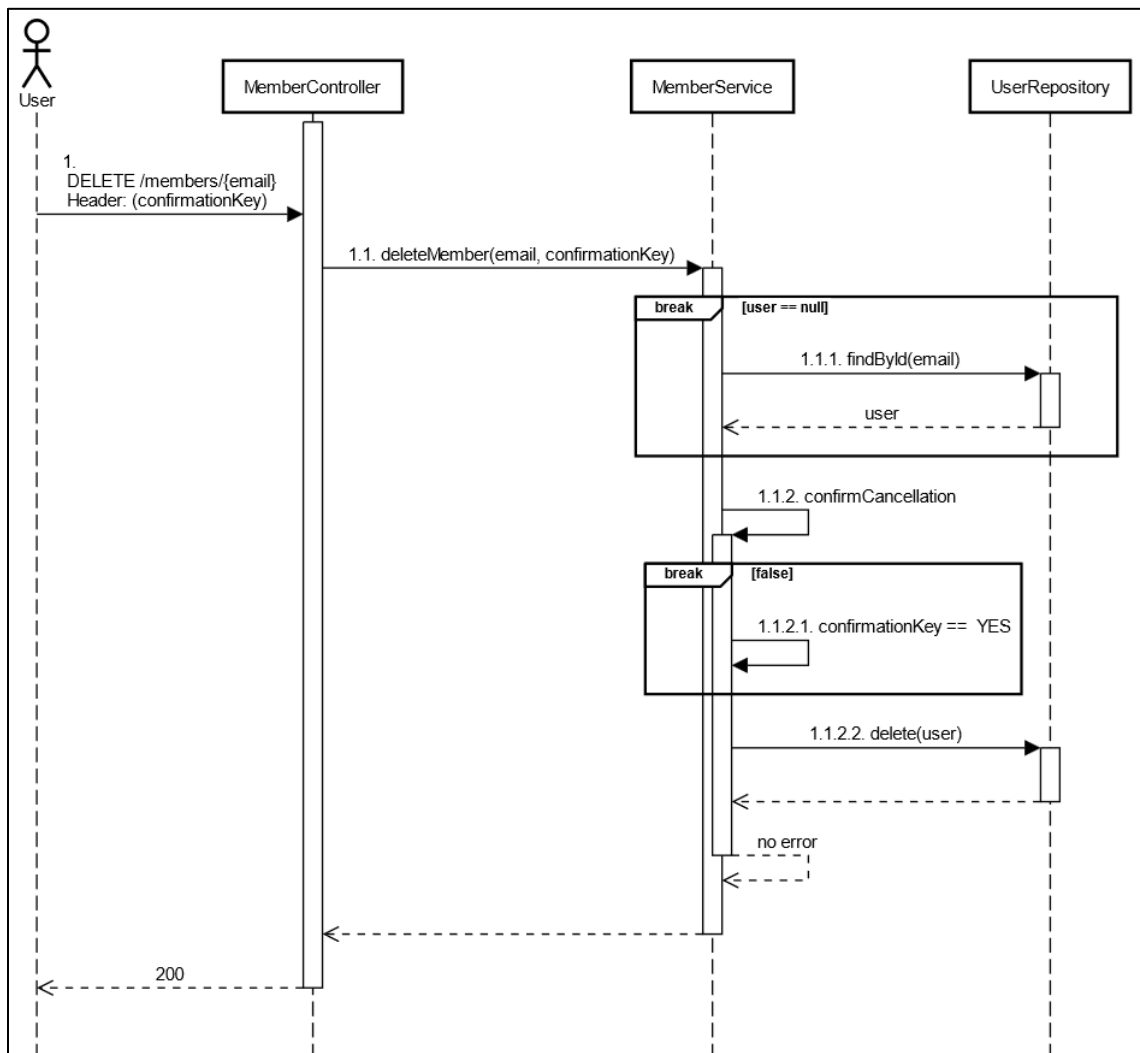 User
MemberController
MemberService
UserRepository
1.
DELETE /members/{email}
Header: (confirmationKey)
1.1. deleteMember(email, confirmationKey)
break
[user == null]
1.1.1. findById(email)
user
1.1.2. confirmCancellation
break
[false]
1.1.2.1. confirmationKey == YES
1.1.2.2. delete(user)
no error
200